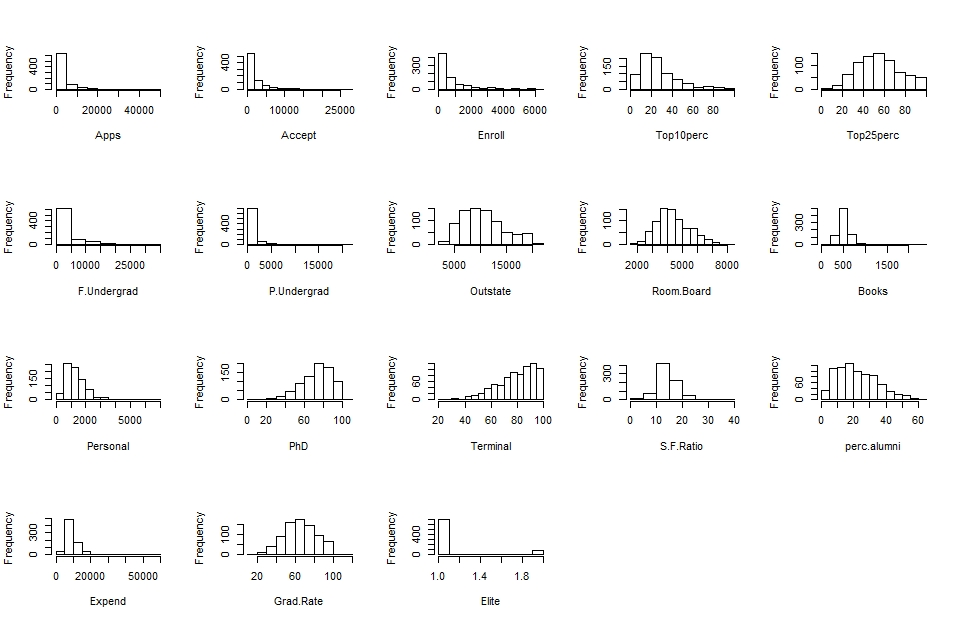 Frequency
0 400
0 20000 40000
Apps
Frequency
0 400
0 10000 25000
Accept
Frequency
0 300
0 2000 4000 6000
Enroll
Frequency
0 150
0 20 40 60 80
Top10perc
Frequency
0 100
0 20 40 60 80
Top25perc
Frequency
0 400
0 10000 25000
F.Undergrad
Frequency
0 400
0 5000 15000
P.Undergrad
Frequency
0 100
5000 15000
Outstate
Frequency
0 100
2000 5000 8000
Room.Board
Frequency
0 300
0 500 1500
Books
Frequency
0 150
0 2000 5000
Personal
Frequency
0 150
0 20 40 60 80 100
PhD
Frequency
0 60
20 40 60 80 100
Terminal
Frequency
0 300
0 10 20 30 40
S.F.Ratio
Frequency
0 60
0 20 40 60
perc.alumni
Frequency
0 300
0 20000 50000
Expend
Frequency
0 100
20 60 100
Grad.Rate
Frequency
0 400
1.0 1.4 1.8
Elite